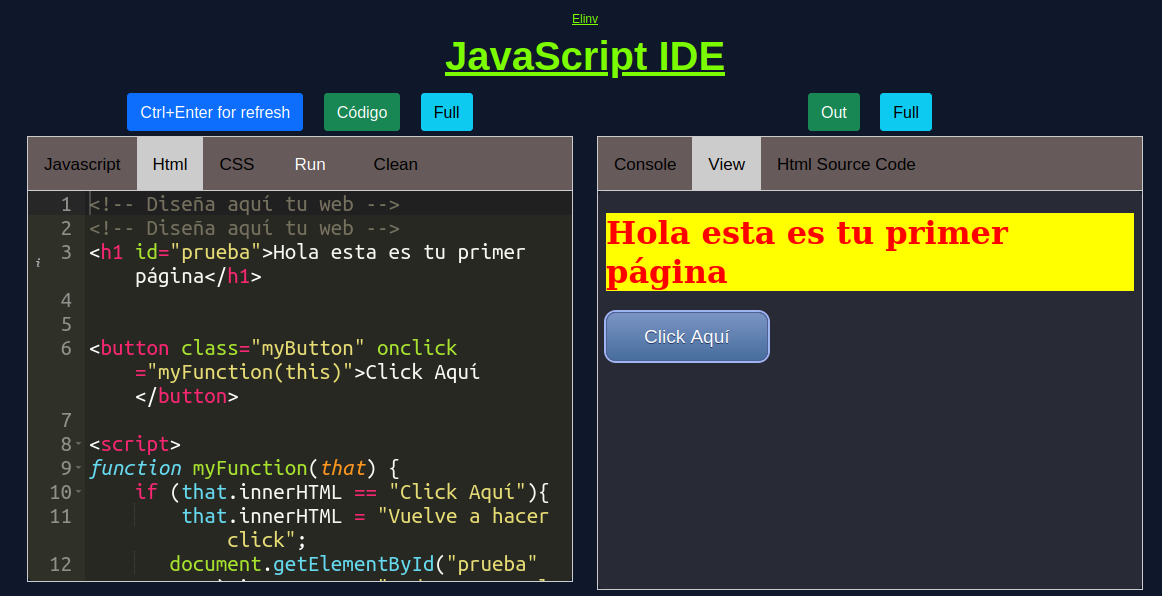 Elinv
JavaScript IDE
Ctrl+Enter for refresh Código Full
Out Full
Javascript Html CSS Run Clean
Console View Html Source Code
1 <!-- Diseña aquí tu web -->
2 <!-- Diseña aquí tu web -->
i 3 <h1 id="prueba">Hola esta es tu primer
página</h1>
4
5
6 <button class="myButton" onclick
="myFunction(this)">Click Aquí
</button>
7
8 <script>
9 function myFunction(that) {
10 if (that.innerHTML == "Click Aquí"){
11 that.innerHTML = "Vuelve a hacer
click";
12 document.getElementById("prueba"
Hola esta es tu primer
página
Click Aquí